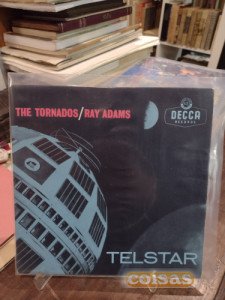 THE TORNADOS/RAY ADAMS
DECCA
RECORDS
TELSTAR
coisas